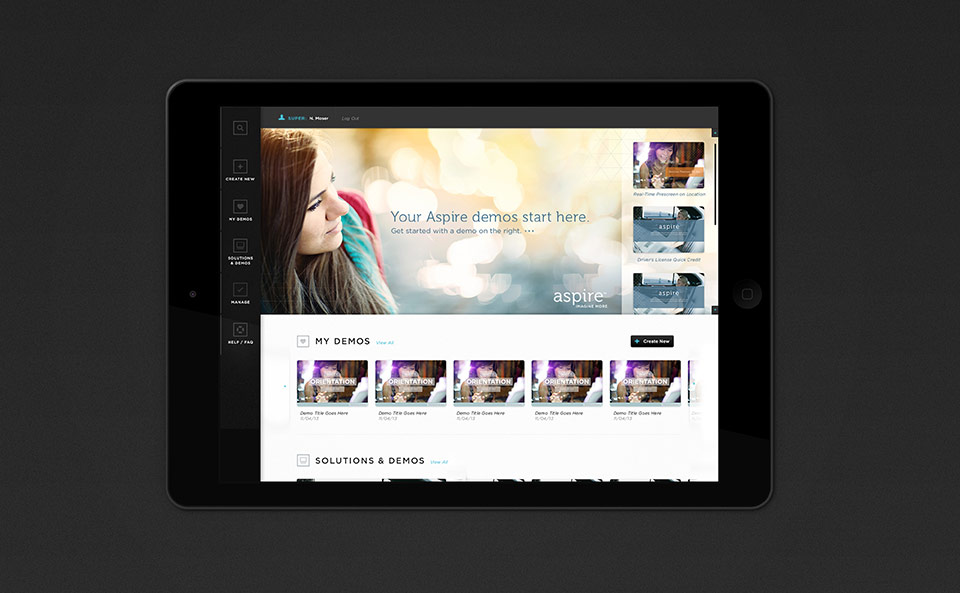 SUPER: N. Moser Log Out
CREATE NEW
MY DEMOS
SOLUTIONS
& DEMOS
MANAGE
HELP / FAQ
Your Aspire demos start here.
Get started with a demo on the right. •••
aspire
IMAGINE MORE
Real-Time Prescreen on Location
aspire
Driver's License Quick Credit
aspire
MY DEMOS View All
Create New
ORIENTATION
Demo Title Goes Here
11/04/13
ORIENTATION
Demo Title Goes Here
11/04/13
ORIENTATION
Demo Title Goes Here
11/04/13
ORIENTATION
Demo Title Goes Here
11/04/13
ORIENTATION
Demo Title Goes Here
11/04/13
SOLUTIONS & DEMOS View All